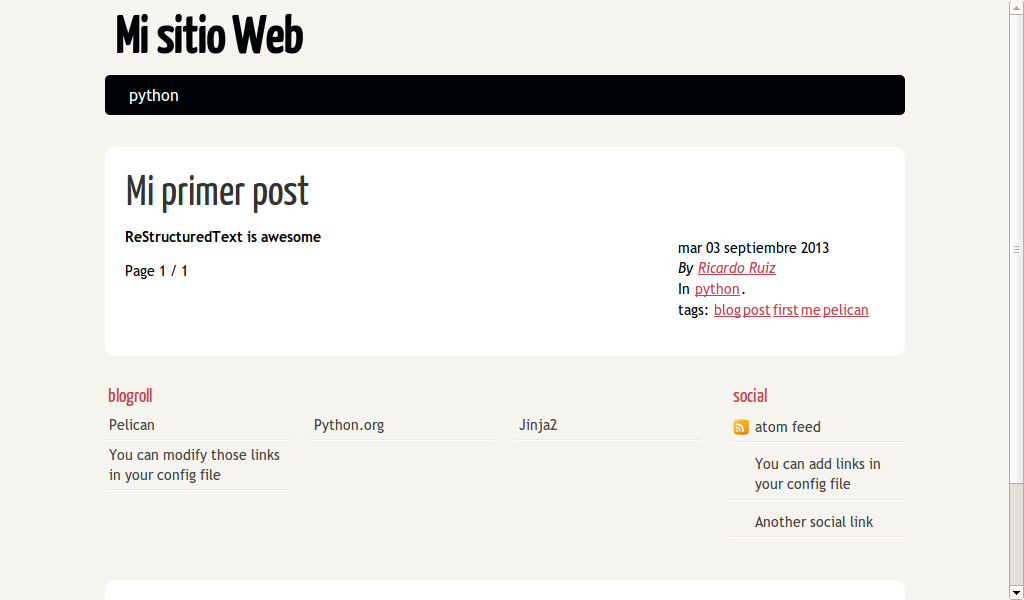 Mi sitio Web
python
Mi primer post
ReStructuredText is awesome
Page 1 / 1
mar 03 septiembre 2013
By Ricardo Ruiz
In python.
tags: blog post first me pelican
blogroll
Pelican
Python.org
Jinja2
You can modify those links
in your config file
social
atom feed
You can add links in
your config file
Another social link